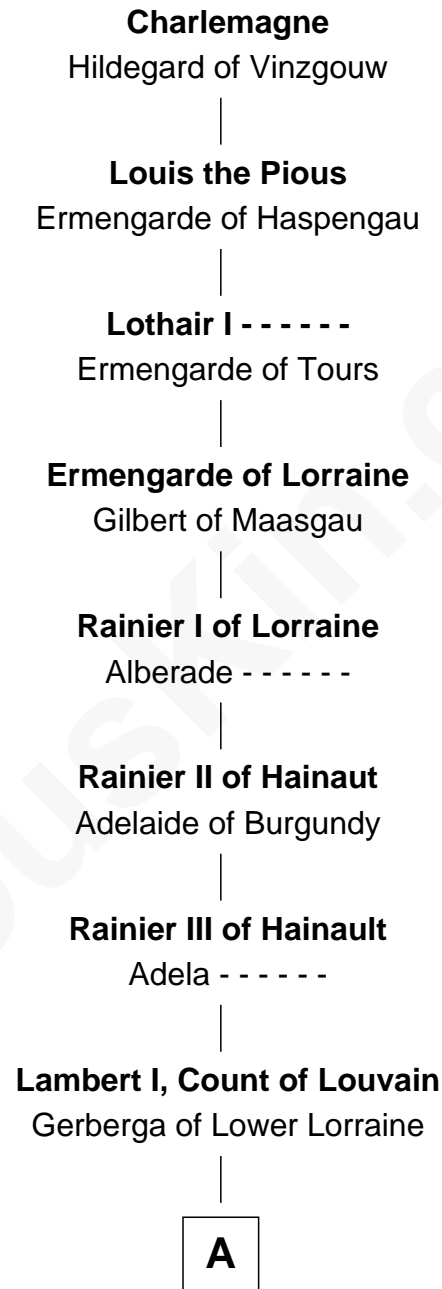 Charlemagne
Hildegard of Vinzgouw
Louis the Pious
Ermengarde of Haspengau
Lothair I - - - - - -
Ermengarde of Tours
Ermengarde of Lorraine
Gilbert of Maasgau
Rainier I of Lorraine
Alberade - - - - - -
Rainier II of Hainaut
Adelaide of Burgundy
Rainier III of Hainault
Adela - - - - - -
Lambert I, Count of Louvain
Gerberga of Lower Lorraine
A